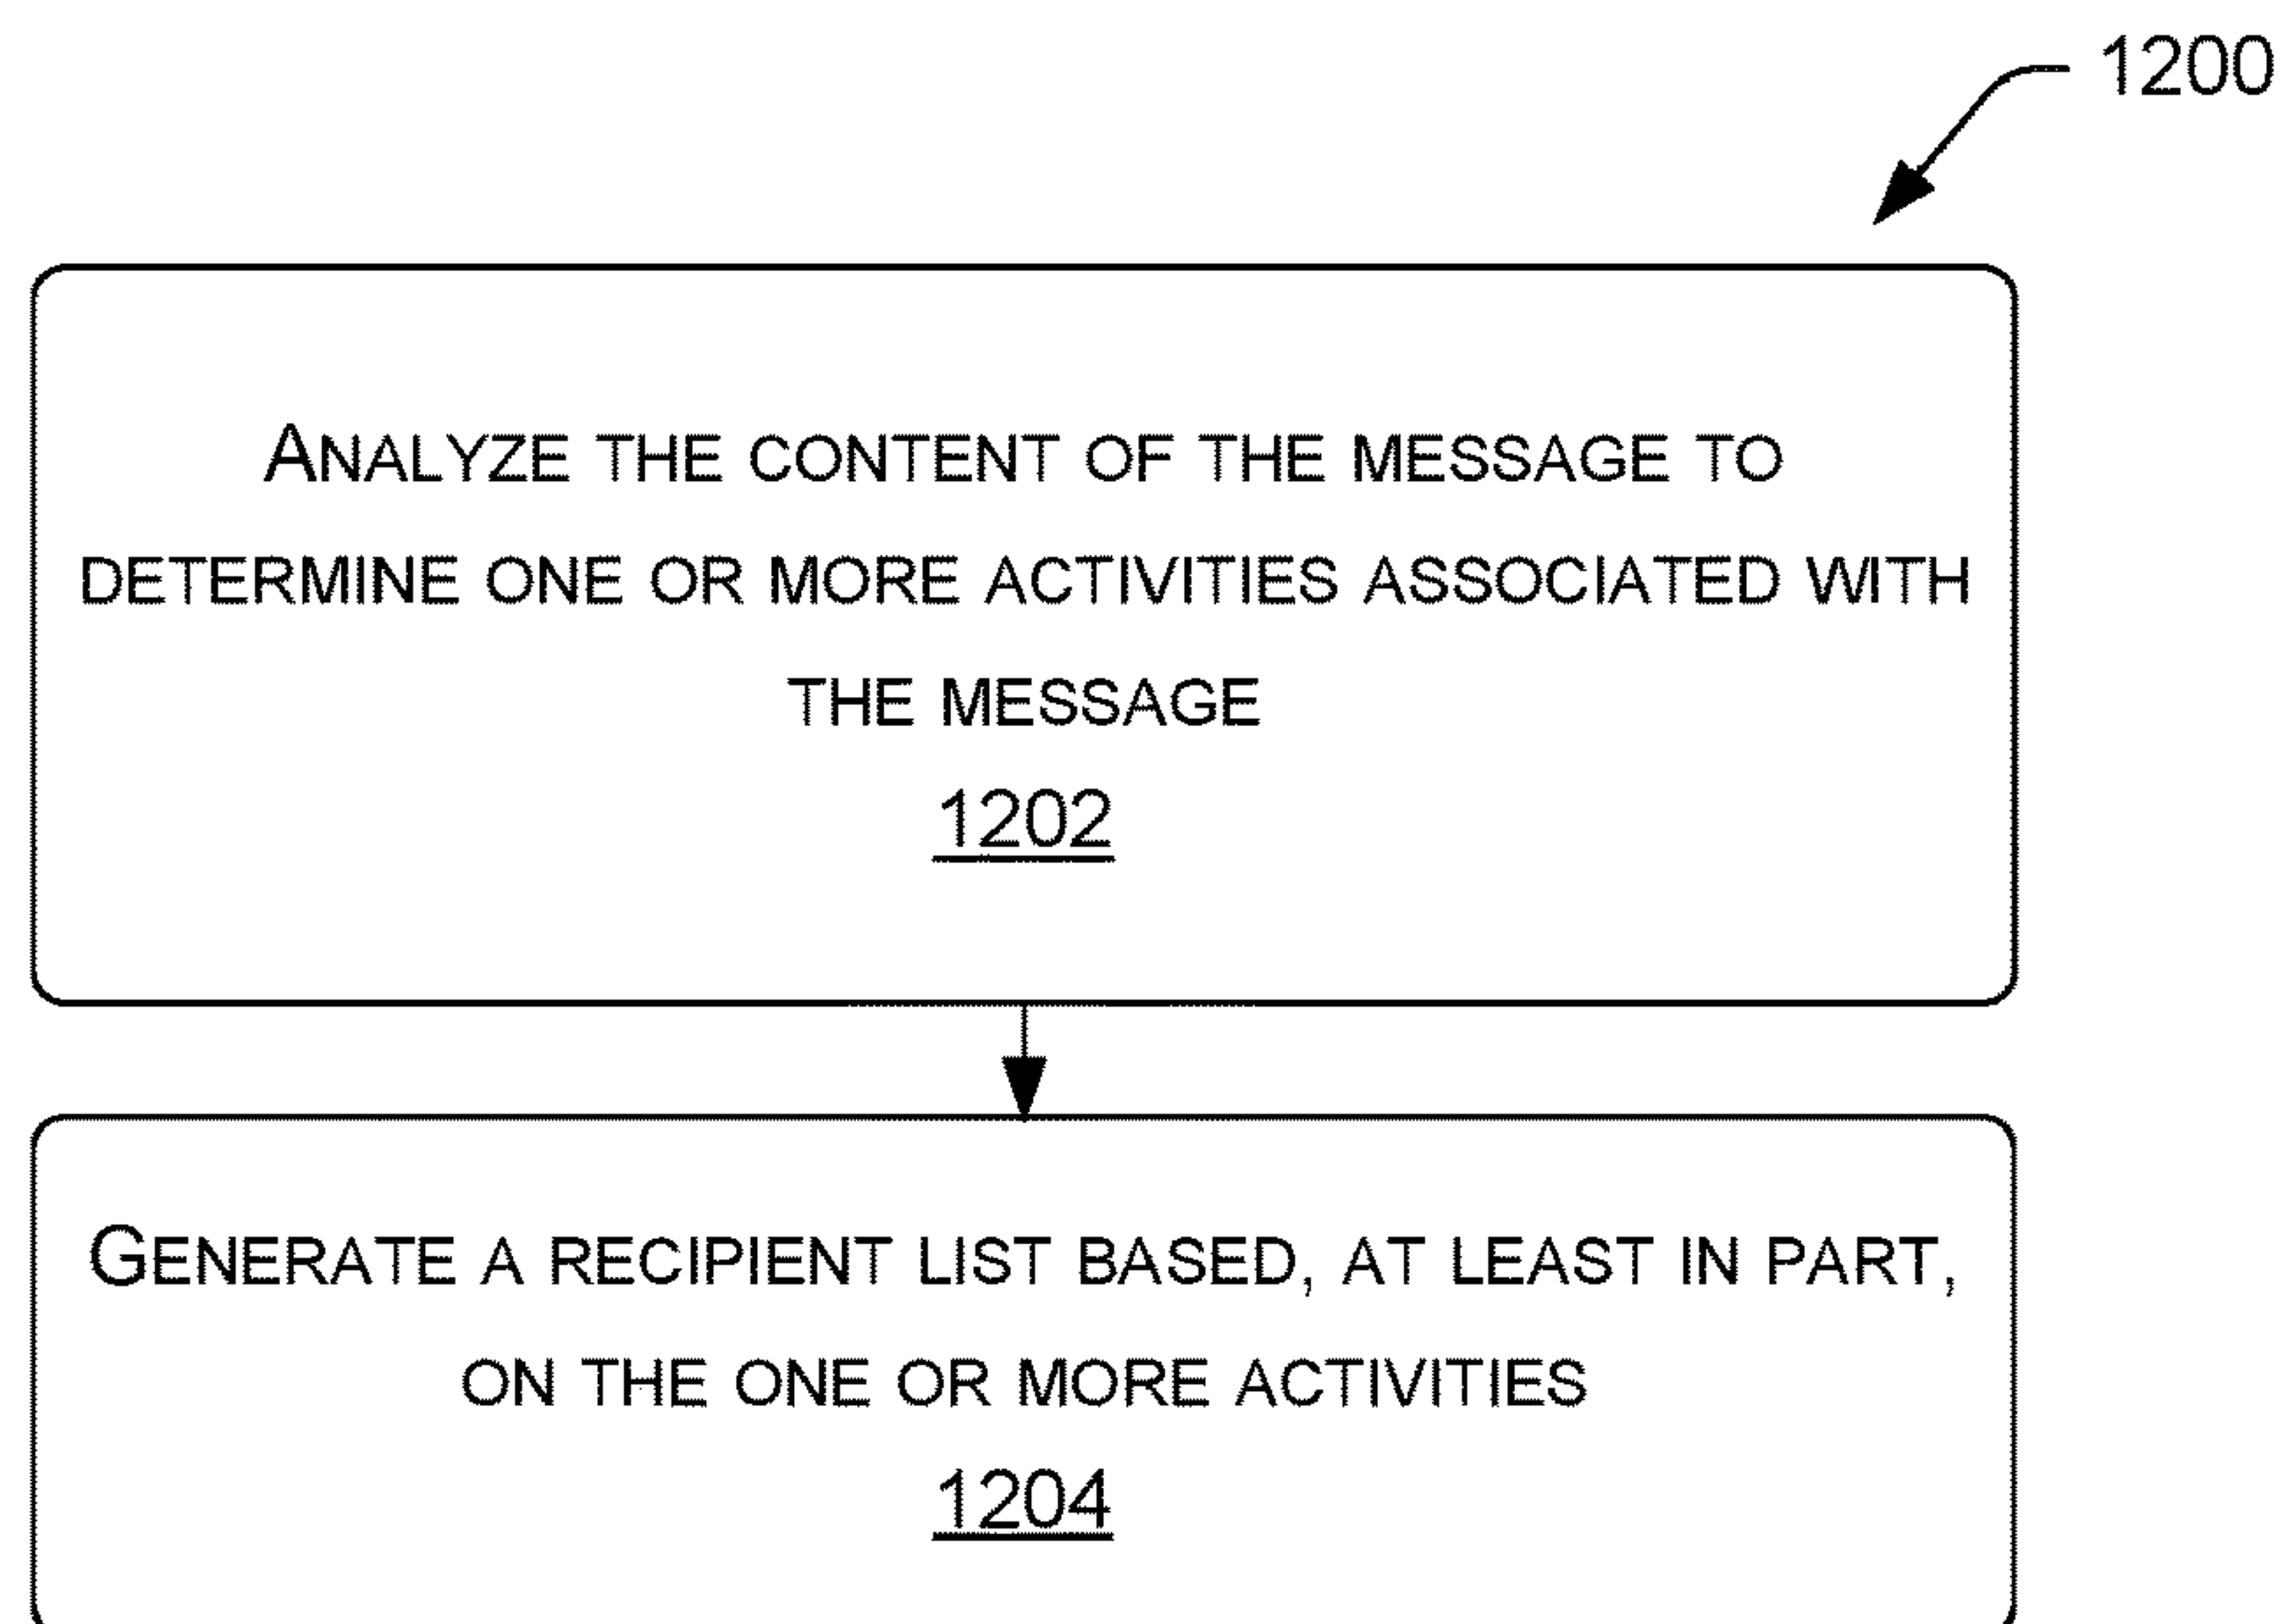 1200
ANALYZE THE CONTENT OF THE MESSAGE TO
DETERMINE ONE OR MORE ACTIVITIES ASSOCIATED WITH
THE MESSAGE
1202
GENERATE A RECIPIENT LIST BASED, AT LEAST IN PART,
ON THE ONE OR MORE ACTIVITIES
1204